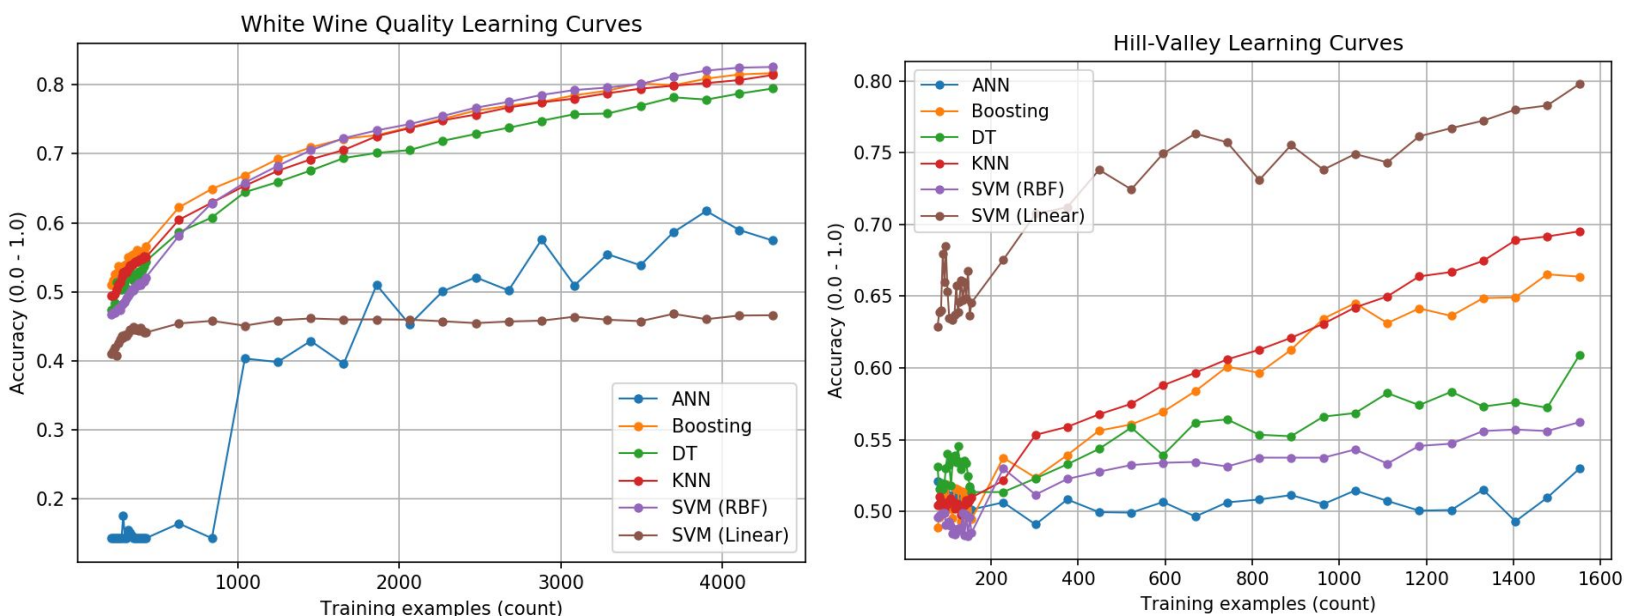 White Wine Quality Learning Curves
Accuracy (0.0 - 1.0)
0.8
0.7
0.6
0.5
0.4
0.3
0.2
1000 2000 3000 4000
Training examples (count)
ANN
Boosting
DT
KNN
SVM (RBF)
SVM (Linear)
Hill-Valley Learning Curves
Accuracy (0.0 - 1.0)
0.80
0.75
0.70
0.65
0.60
0.55
0.50
200 400 600 800 1000 1200 1400 1600
Training examples (count)
ANN
Boosting
DT
KNN
SVM (RBF)
SVM (Linear)